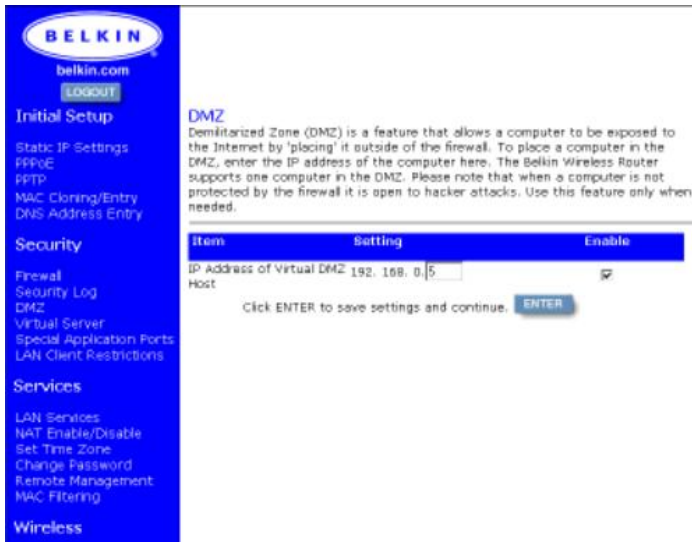 BELKIN
belkin.com
LOGOUT
Initial Setup
Static IP Settings
PPPoE
PPTP
MAC Cloning/Entry
DNS Address Entry
Security
Firewall
Security Log
DMZ
Virtual Server
Special Application Ports
LAN Client Restrictions
Services
LAN Services
NAT Enable/Disable
Set Time Zone
Change Password
Remote Management
MAC Filtering
Wireless
DMZ
Demilitarized Zone (DMZ) is a feature that allows a computer to be exposed to
the Internet by 'placing' it outside of the firewall. To place a computer in the
DMZ, enter the IP address of the computer here. The Belkin Wireless Router
supports one computer in the DMZ. Please note that when a computer is not
protected by the firewall it is open to hacker attacks. Use this feature only when
needed.
Item Setting Enable
IP Address of Virtual DMZ 192. 168. 0. 5
Host
Click ENTER to save settings and continue. ENTER